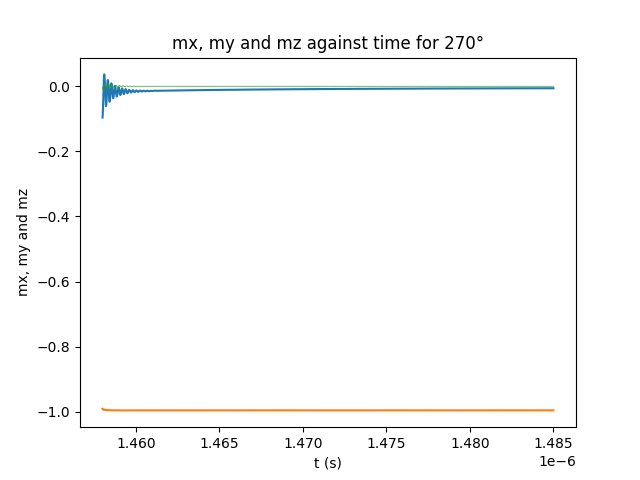 mx, my and mz against time for 270°
mx, my and mz
0.0
−0.2
−0.4
−0.6
−0.8
−1.0
1.460 1.465 1.470 1.475 1.480 1.485
1e−6
t (s)